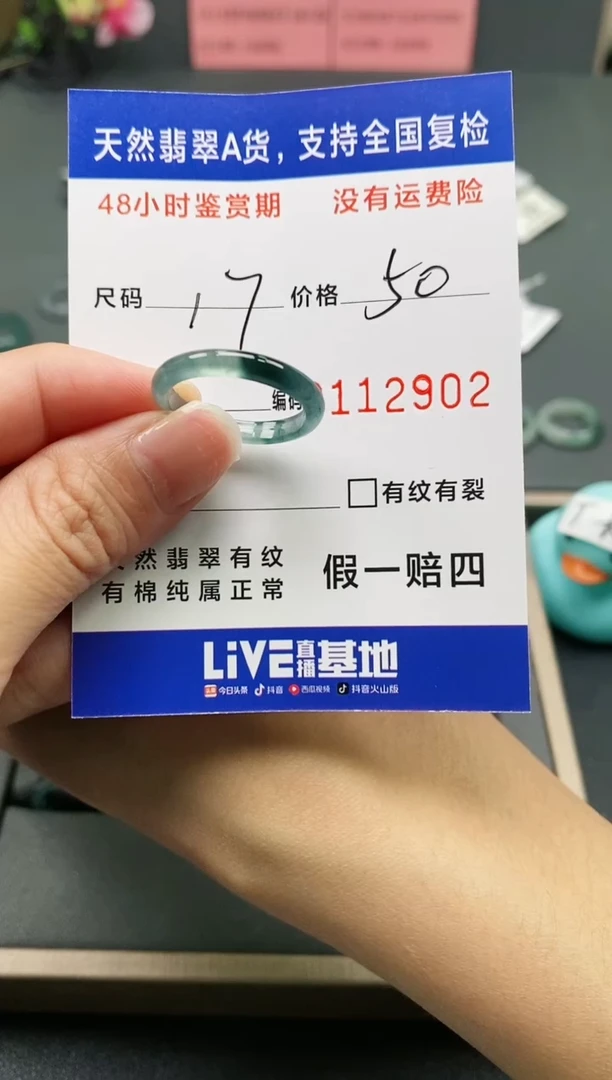 天然翡翠A货，支持全国复检
48小时鉴赏期 没有运费险
尺码 17 价格 50
编码 112902
有纹有裂
然翡翠有纹
有棉纯属正常
假一赔四
LiVE直播基地
今日头条 抖音 西瓜视频 抖音火山版